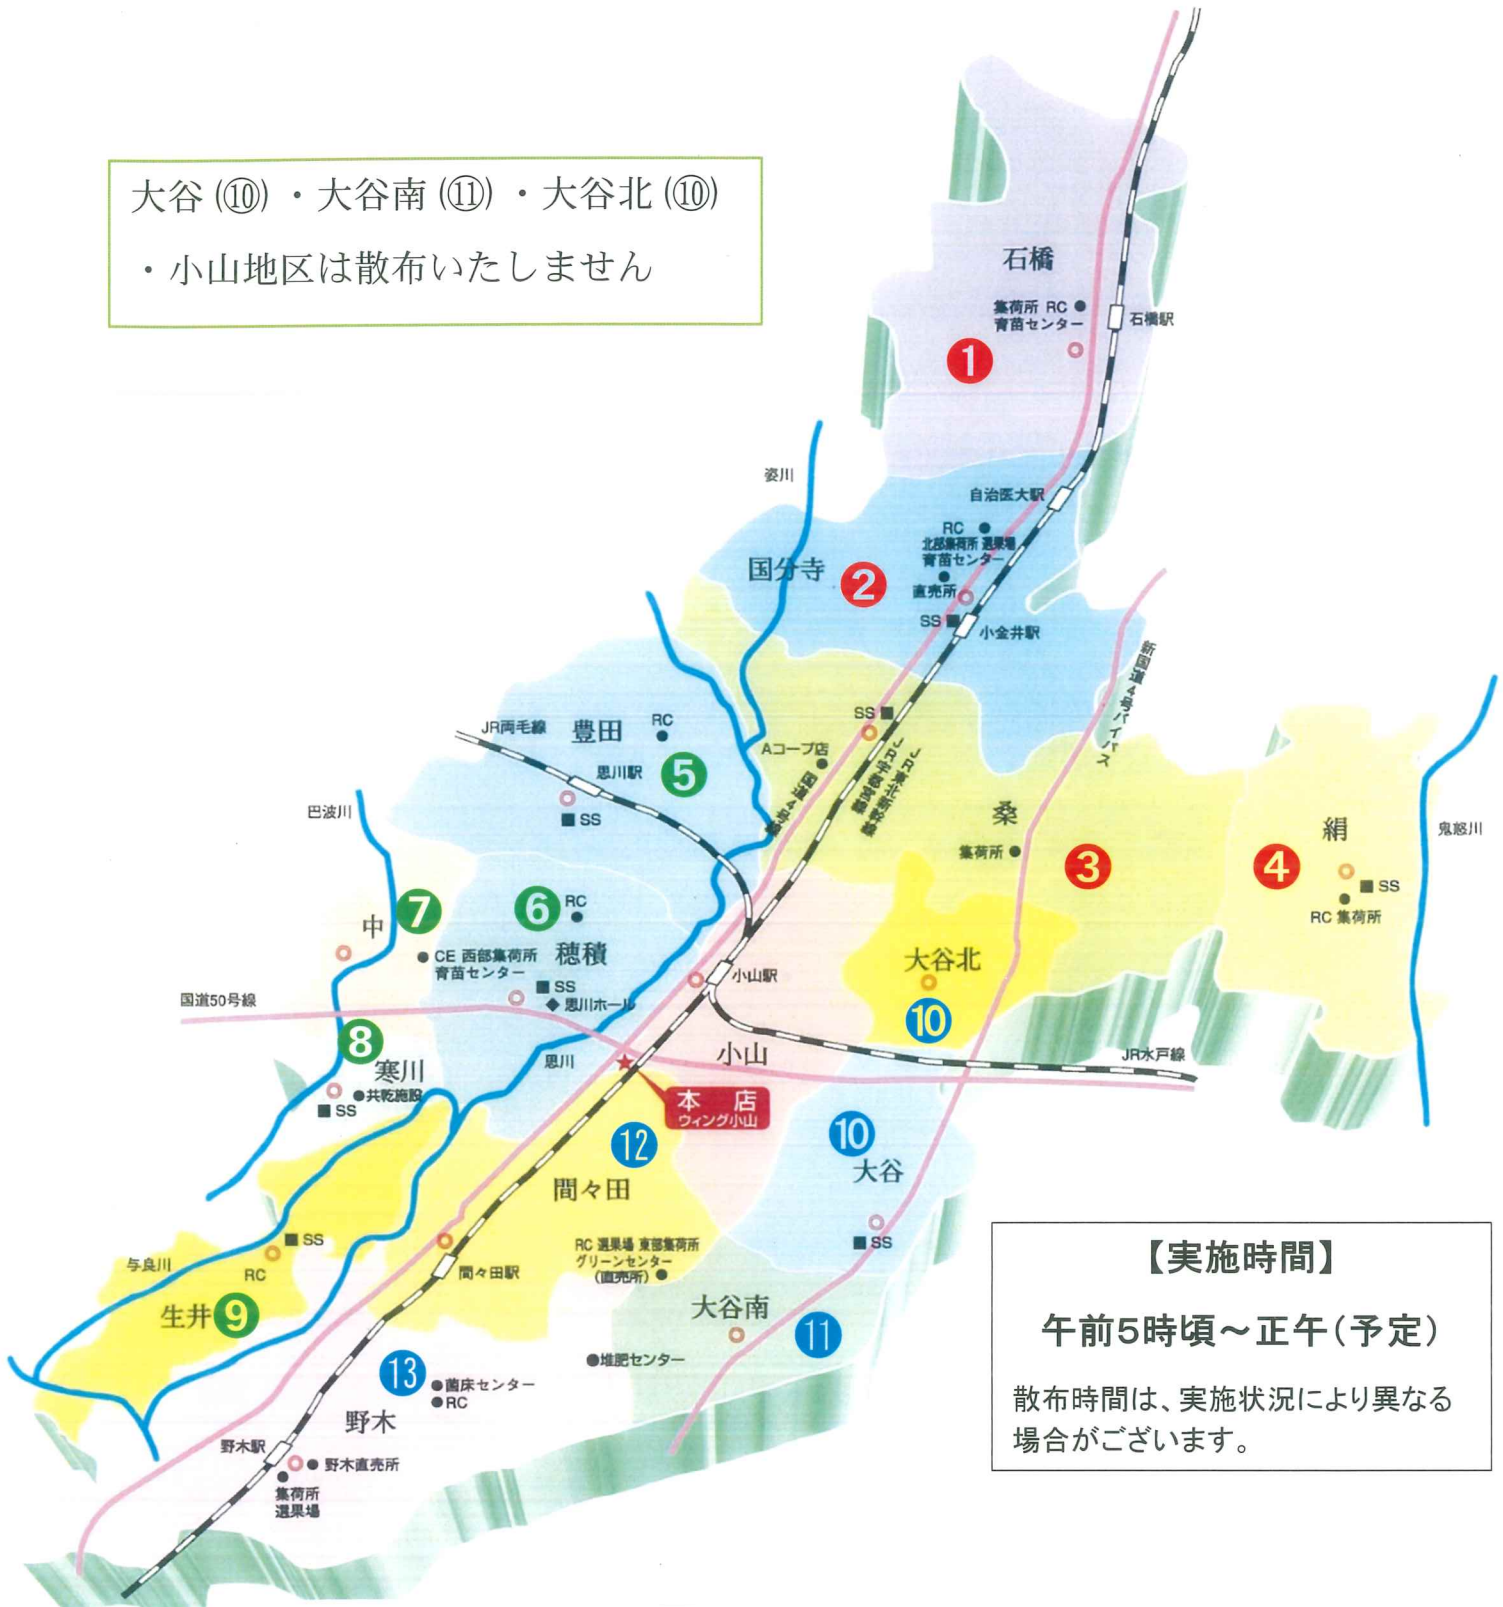 大谷(⑩)・大谷南(⑪)・大谷北(⑩)
・小山地区は散布いたしません
石橋
集荷所 RC
育苗センター
石橋駅
1
姿川
自治医大駅
RC
北部集荷所 選果場
育苗センター
直売所
国分寺
2
SS
小金井駅
新国道4号バイパス
JR両毛線
豊田
RC
思川駅
5
SS
SS
Aコープ店
国道4号線
JR東北新幹線
JR宇都宮線
桑
集荷所
3
絹
4
SS
RC 集荷所
鬼怒川
巴波川
中
7
6
RC
穂積
CE 西部集荷所
育苗センター
SS
思川ホール
国道50号線
小山駅
大谷北
10
8
寒川
共乾施設
SS
思川
小山
JR水戸線
本 店
ウィング小山
12
10
大谷
間々田
SS
SS
RC
与良川
生井
9
間々田駅
RC 選果場 東部集荷所
グリーンセンター
(直売所)
大谷南
11
堆肥センター
13
菌床センター
RC
野木
野木駅
野木直売所
集荷所
選果場
【実施時間】
午前5時頃～正午(予定)
散布時間は、実施状況により異なる
場合がございます。